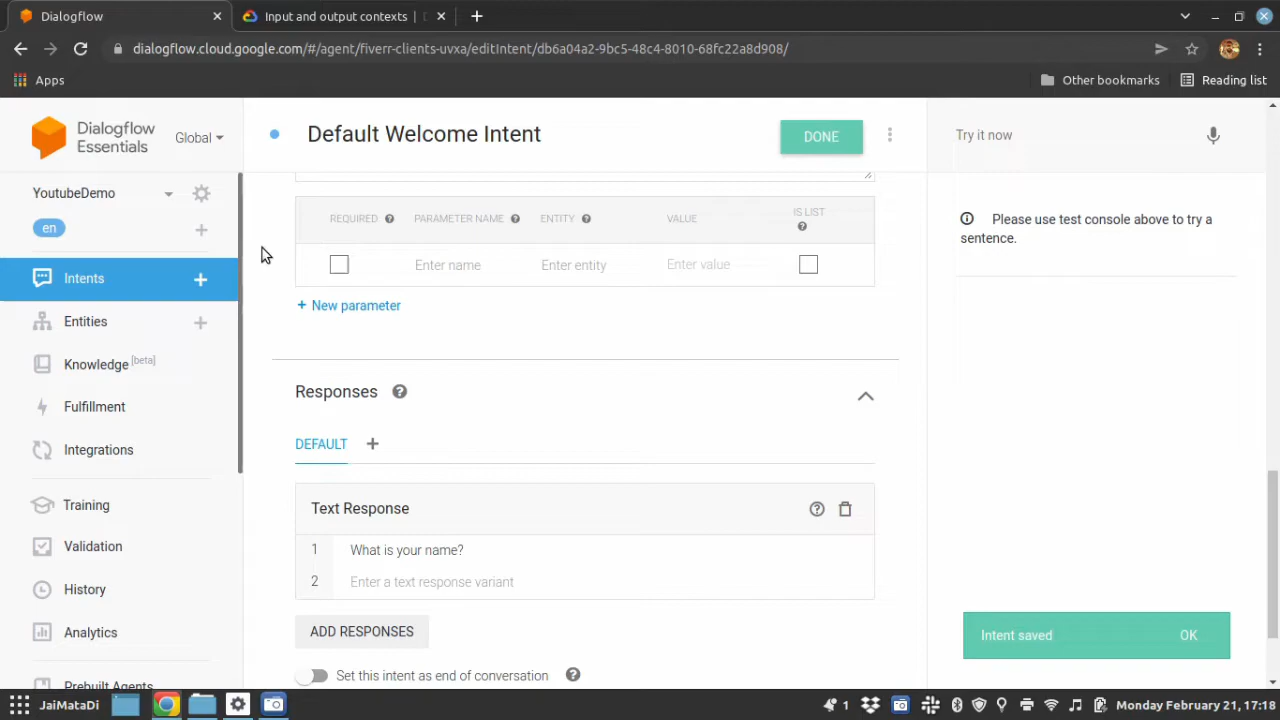 Dialogflow
Input and output contexts |
dialogflow.cloud.google.com/#/agent/fiverr-clients-uvxa/editIntent/db6a04a2-9bc5-48c4-8010-68fc22a8d908/
Apps
Other bookmarks
Reading list
Dialogflow
Essentials
Global
Default Welcome Intent
DONE
Try it now
YoutubeDemo
en
Intents
Entities
Knowledge [beta]
Fulfillment
Integrations
Training
Validation
History
Analytics
Prebuilt Agents
REQUIRED
PARAMETER NAME
ENTITY
VALUE
IS LIST
Enter name
Enter entity
Enter value
+ New parameter
Responses
DEFAULT
Text Response
1 What is your name?
2 Enter a text response variant
ADD RESPONSES
Set this intent as end of conversation
Please use test console above to try a
sentence.
Intent saved
OK
JaiMataDi
1
Monday February 21, 17:18